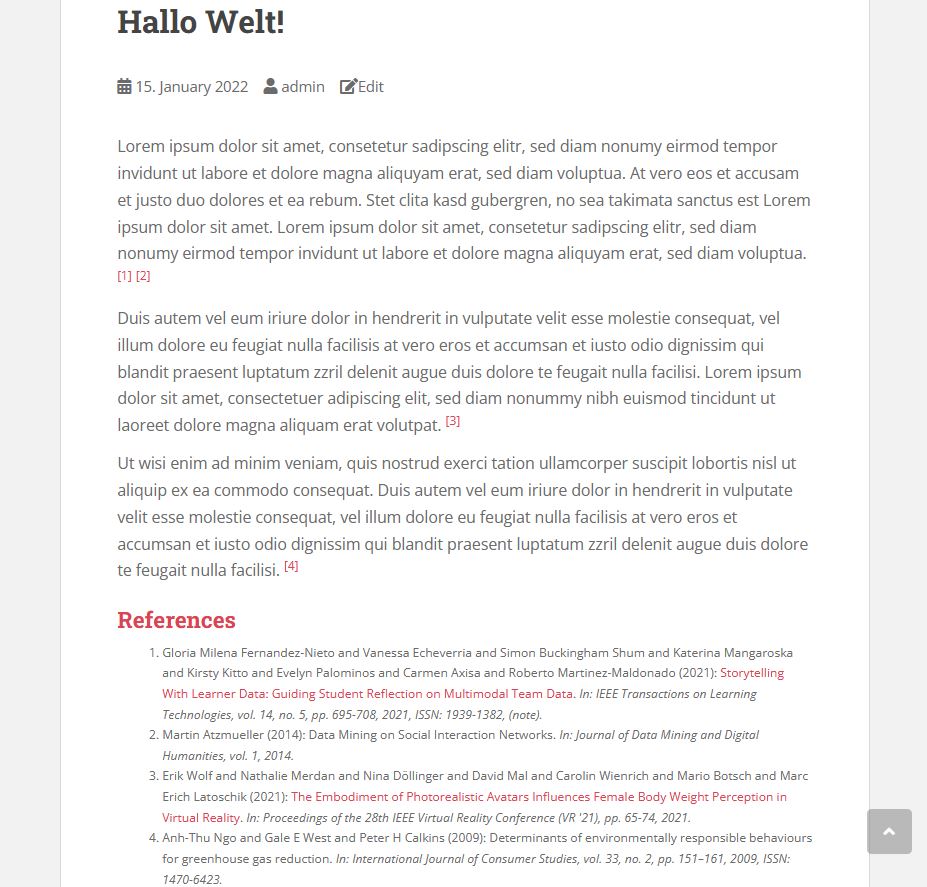 Hallo Welt!
15. January 2022 admin Edit
Lorem ipsum dolor sit amet, consetetur sadipscing elitr, sed diam nonumy eirmod tempor
invidunt ut labore et dolore magna aliquyam erat, sed diam voluptua. At vero eos et accusam
et justo duo dolores et ea rebum. Stet clita kasd gubergren, no sea takimata sanctus est Lorem
ipsum dolor sit amet. Lorem ipsum dolor sit amet, consetetur sadipscing elitr, sed diam
nonumy eirmod tempor invidunt ut labore et dolore magna aliquyam erat, sed diam voluptua.
[1] [2]
Duis autem vel eum iriure dolor in hendrerit in vulputate velit esse molestie consequat, vel
illum dolore eu feugiat nulla facilisis at vero eros et accumsan et iusto odio dignissim qui
blandit praesent luptatum zzril delenit augue duis dolore te feugait nulla facilisi. Lorem ipsum
dolor sit amet, consectetuer adipiscing elit, sed diam nonummy nibh euismod tincidunt ut
laoreet dolore magna aliquam erat volutpat. [3]
Ut wisi enim ad minim veniam, quis nostrud exerci tation ullamcorper suscipit lobortis nisl ut
aliquip ex ea commodo consequat. Duis autem vel eum iriure dolor in hendrerit in vulputate
velit esse molestie consequat, vel illum dolore eu feugiat nulla facilisis at vero eros et
accumsan et iusto odio dignissim qui blandit praesent luptatum zzril delenit augue duis dolore
te feugait nulla facilisi. [4]
References
1. Gloria Milena Fernandez-Nieto and Vanessa Echeverria and Simon Buckingham Shum and Katerina Mangaroska
and Kirsty Kitto and Evelyn Palominos and Carmen Axisa and Roberto Martinez-Maldonado (2021): Storytelling
With Learner Data: Guiding Student Reflection on Multimodal Team Data. In: IEEE Transactions on Learning
Technologies, vol. 14, no. 5, pp. 695-708, 2021, ISSN: 1939-1382, (note).
2. Martin Atzmueller (2014): Data Mining on Social Interaction Networks. In: Journal of Data Mining and Digital
Humanities, vol. 1, 2014.
3. Erik Wolf and Nathalie Merdan and Nina Döllinger and David Mal and Carolin Wienrich and Mario Botsch and Marc
Erich Latoschik (2021): The Embodiment of Photorealistic Avatars Influences Female Body Weight Perception in
Virtual Reality. In: Proceedings of the 28th IEEE Virtual Reality Conference (VR '21), pp. 65-74, 2021.
4. Anh-Thu Ngo and Gale E West and Peter H Calkins (2009): Determinants of environmentally responsible behaviours
for greenhouse gas reduction. In: International Journal of Consumer Studies, vol. 33, no. 2, pp. 151–161, 2009, ISSN:
1470-6423.